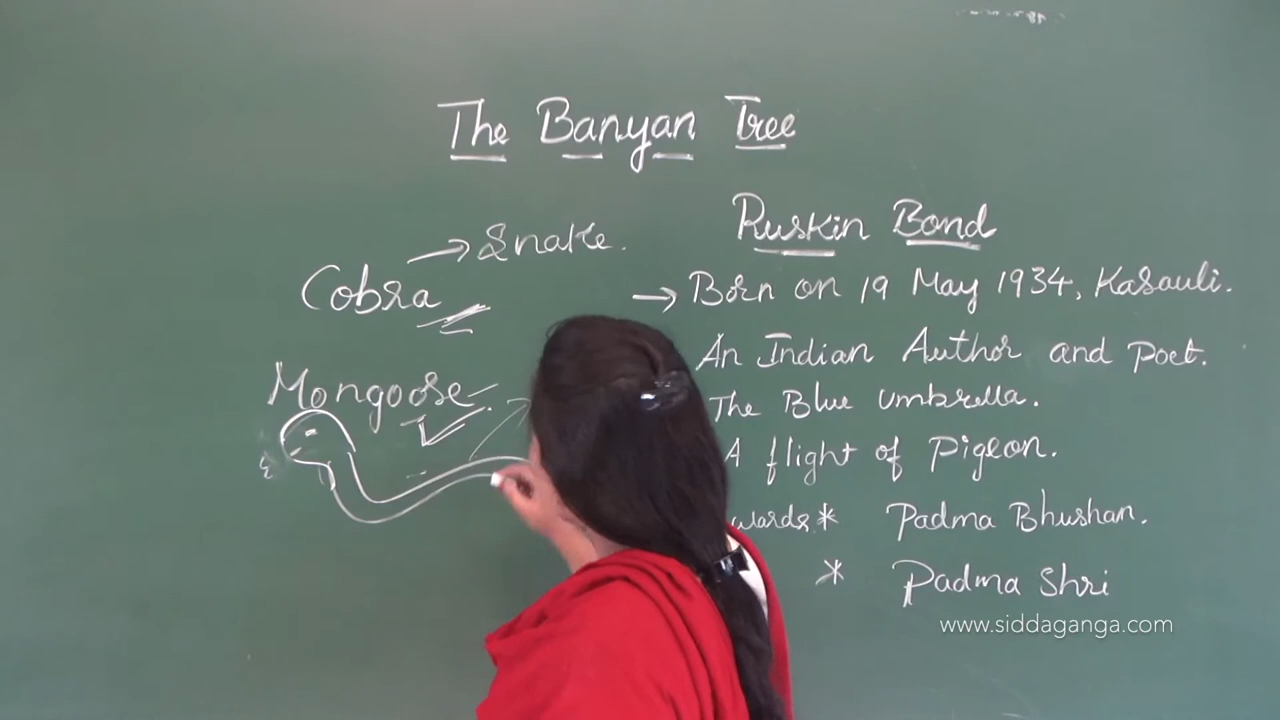 The Banyan Tree
→ Snake.
Cobra
Mongoose
Ruskin Bond
→ Born on 19 May 1934, Kasauli.
An Indian Author and Poet.
The Blue umbrella.
A flight of Pigeon.
wards * Padma Bhushan.
* Padma Shri
www.siddaganga.com